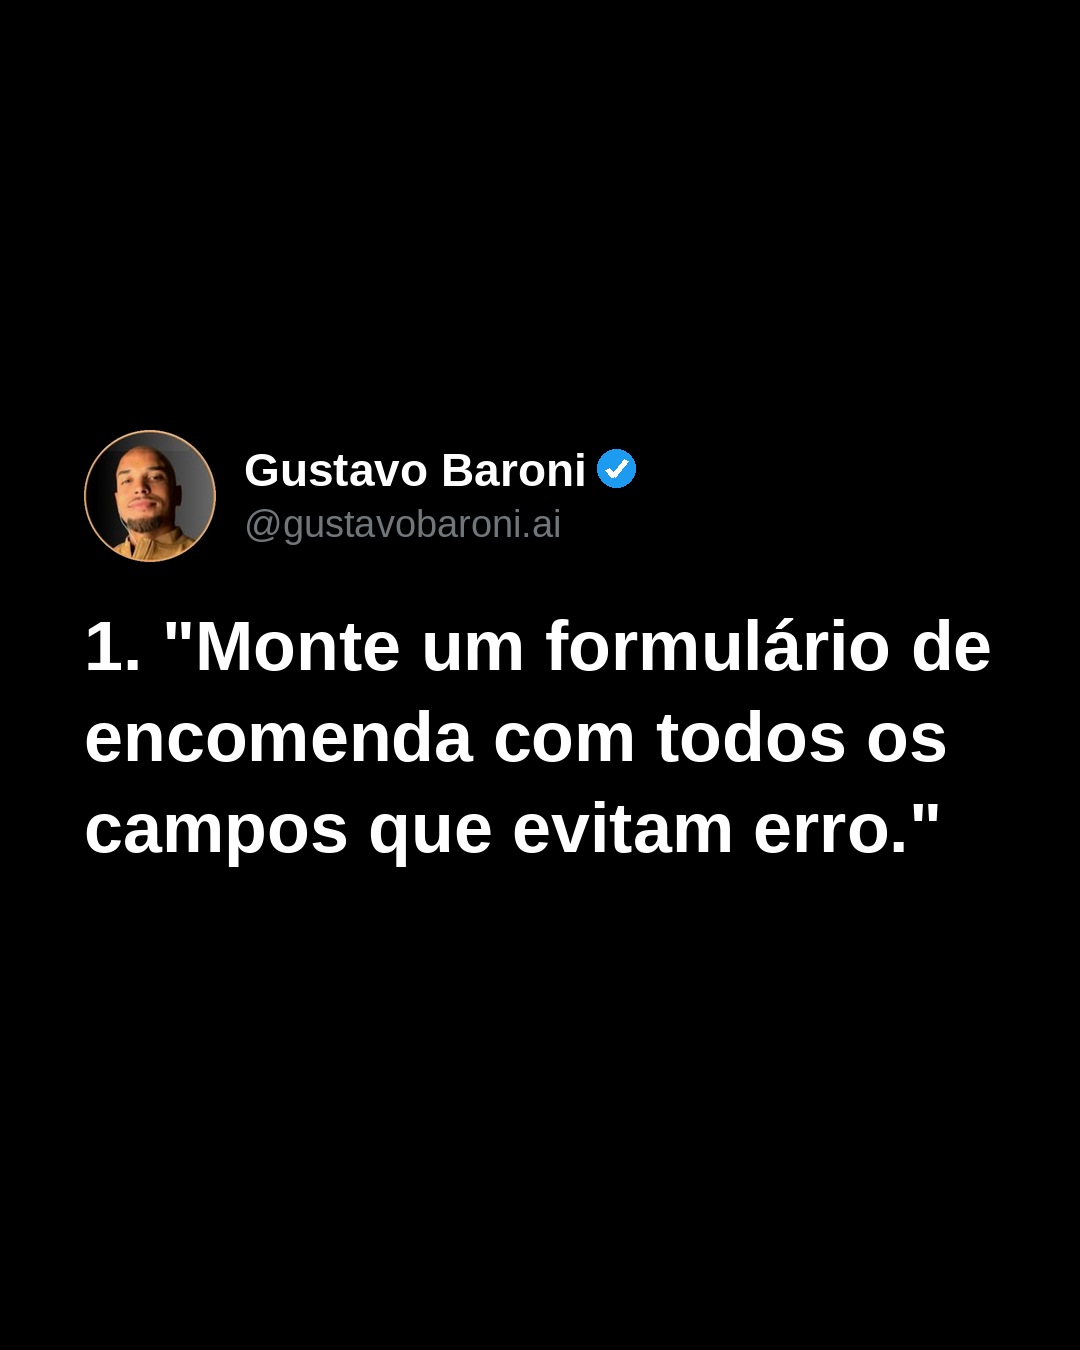 Gustavo Baroni
@gustavobaroni.ai
1. "Monte um formulário de
encomenda com todos os
campos que evitam erro."